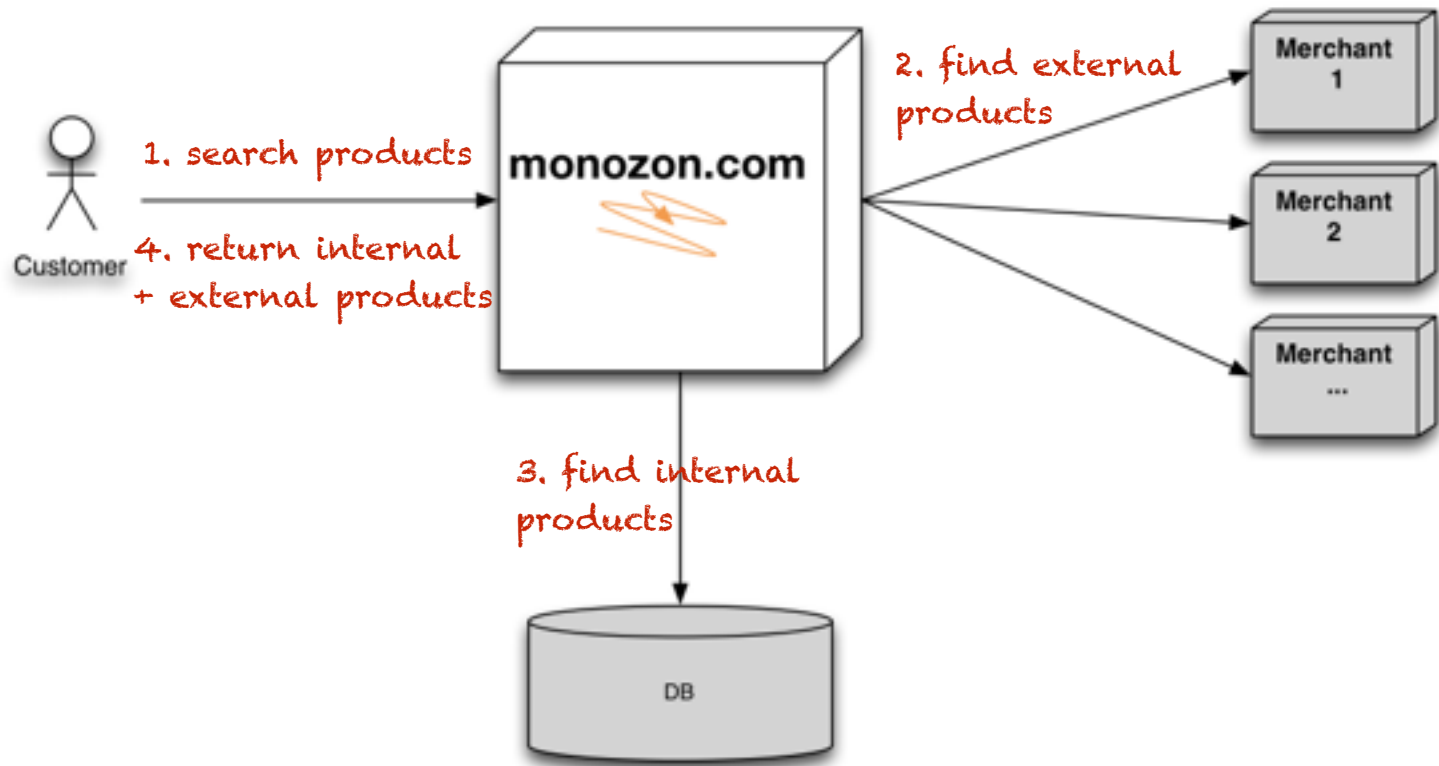 1. search products
4. return internal
+ external products
Customer
monozon.com
2. find external
products
Merchant
1
Merchant
2
Merchant
...
3. find internal
products
DB